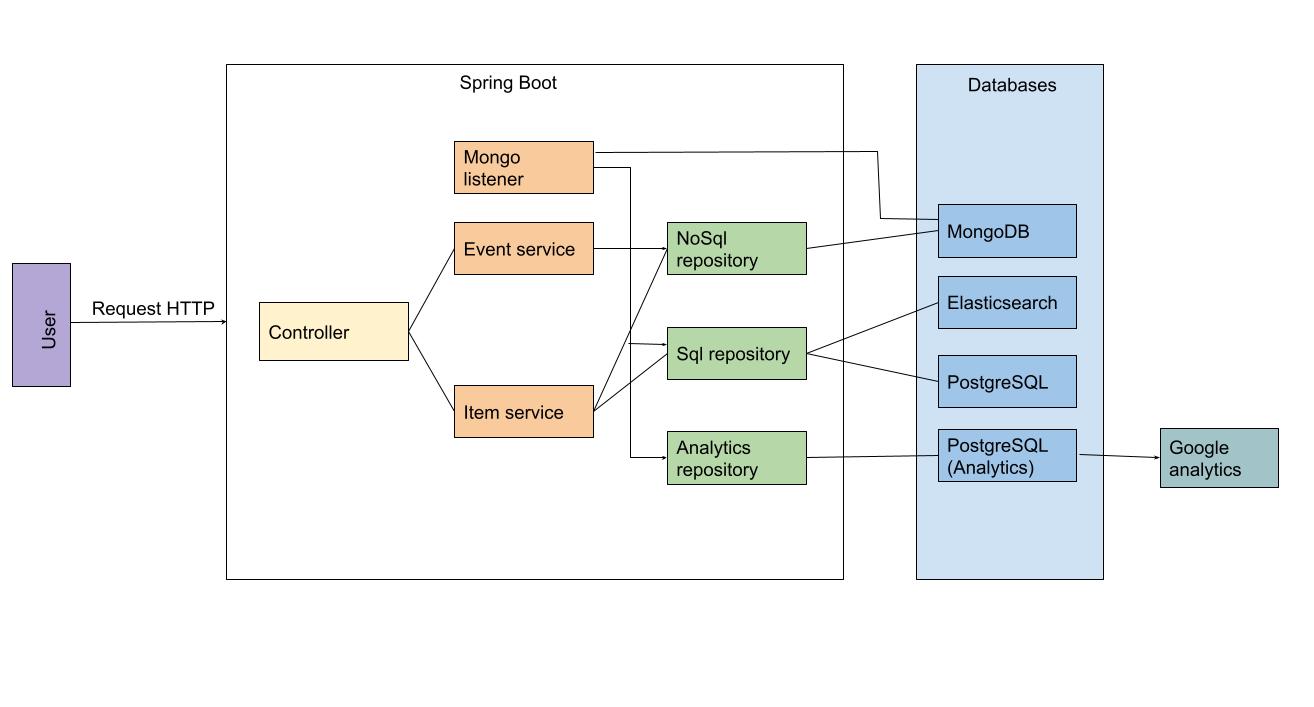 Spring Boot
Databases
Mongo
listener
Event service
NoSql
repository
MongoDB
User
Request HTTP
Controller
Elasticsearch
Sql repository
PostgreSQL
Item service
Analytics
repository
PostgreSQL
(Analytics)
Google
analytics